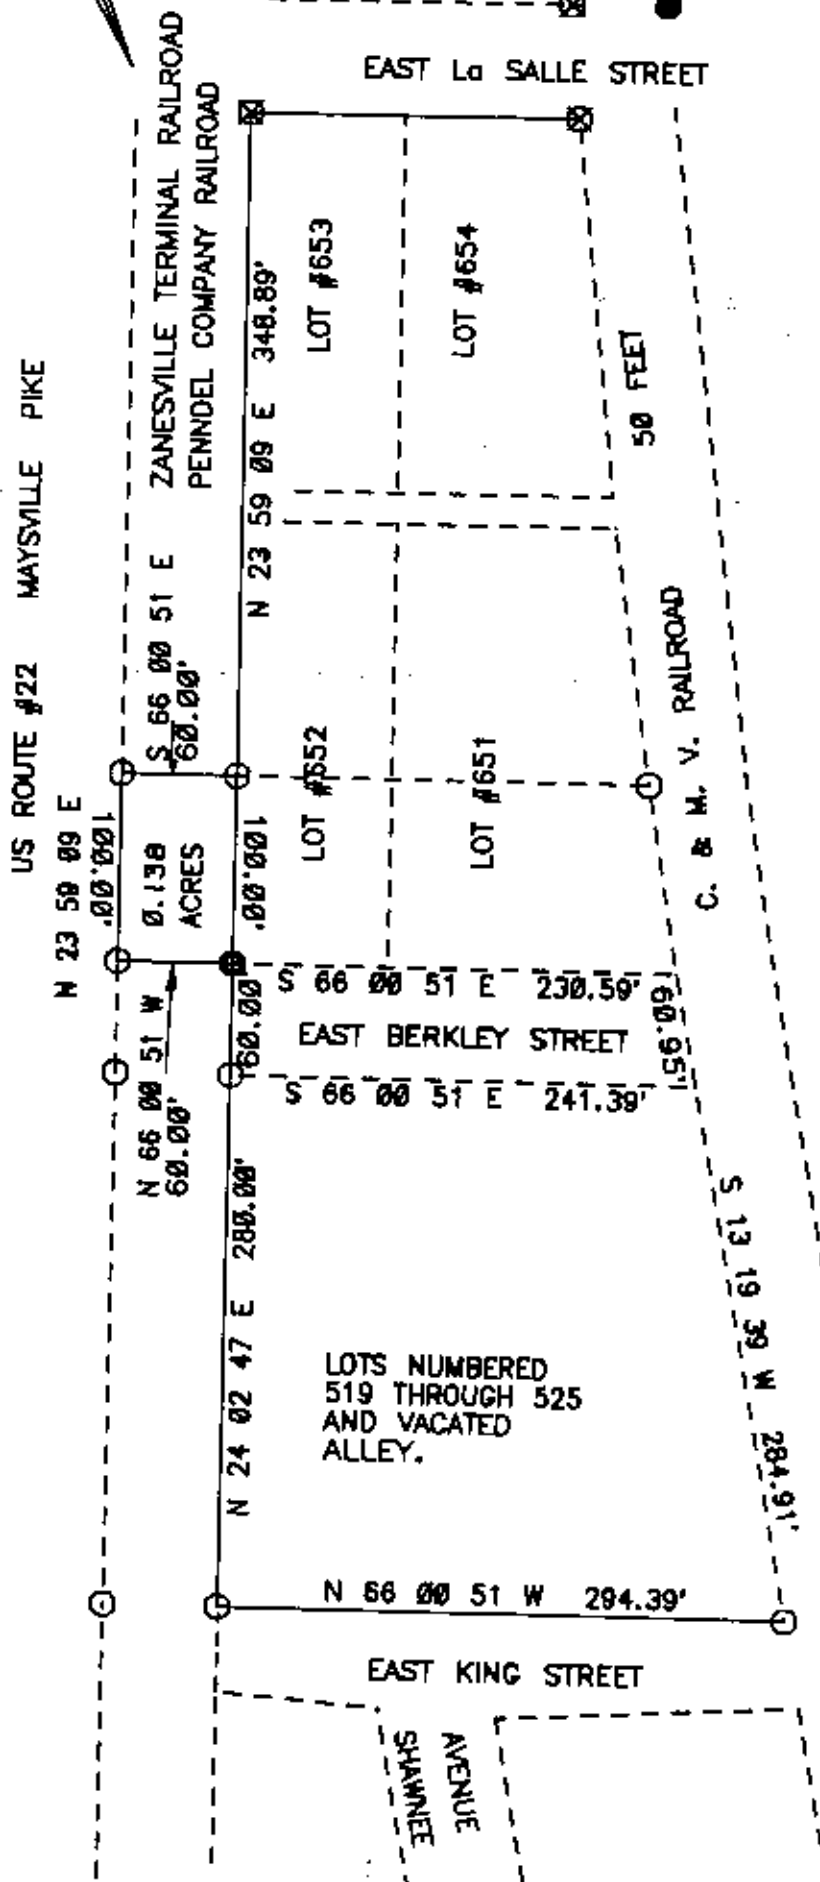 EAST La SALLE STREET
ZANESVILLE TERMINAL RAILROAD
PENNDEL COMPANY RAILROAD
N 23 59 09 E 348.89'
LOT #653
LOT #654
50 FEET
US ROUTE #22 MAYSVILLE PIKE
S 66 00 51 E
60.00'
LOT #652
LOT #651
C. & M. V. RAILROAD
N 23 59 09 E
100.00'
0.138
ACRES
100.00'
S 66 00 51 E 230.59'
60.00
EAST BERKLEY STREET
60.95'
S 66 00 51 E 241.39'
N 66 00 51 W
60.00'
280.00'
N 24 02 47 E
S 13 19 39 W 284.91'
LOTS NUMBERED
519 THROUGH 525
AND VACATED
ALLEY.
N 66 00 51 W 294.39'
EAST KING STREET
SHAWNEE
AVENUE